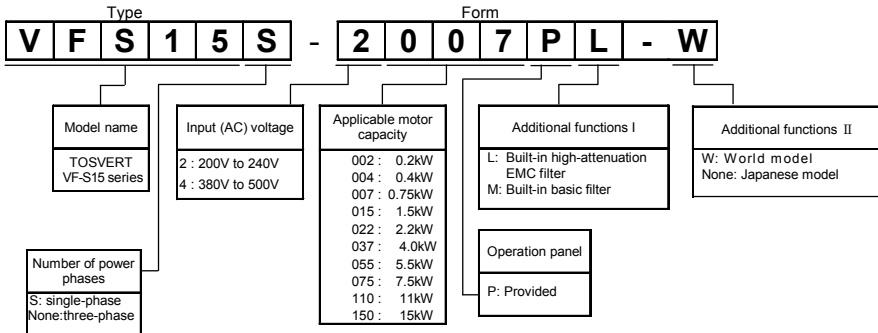 Type
Form
V F S 1 5 S - 2 0 0 7 P L - W
Model name
TOSVERT
VF-S15 series
Number of power
phases
S: single-phase
None:three-phase
Input (AC) voltage
2 : 200V to 240V
4 : 380V to 500V
Applicable motor
capacity
002 : 0.2kW
004 : 0.4kW
007 : 0.75kW
015 : 1.5kW
022 : 2.2kW
037 : 4.0kW
055 : 5.5kW
075 : 7.5kW
110 : 11kW
150 : 15kW
Operation panel
P: Provided
Additional functions I
L: Built-in high-attenuation
EMC filter
M: Built-in basic filter
Additional functions II
W: World model
None: Japanese model